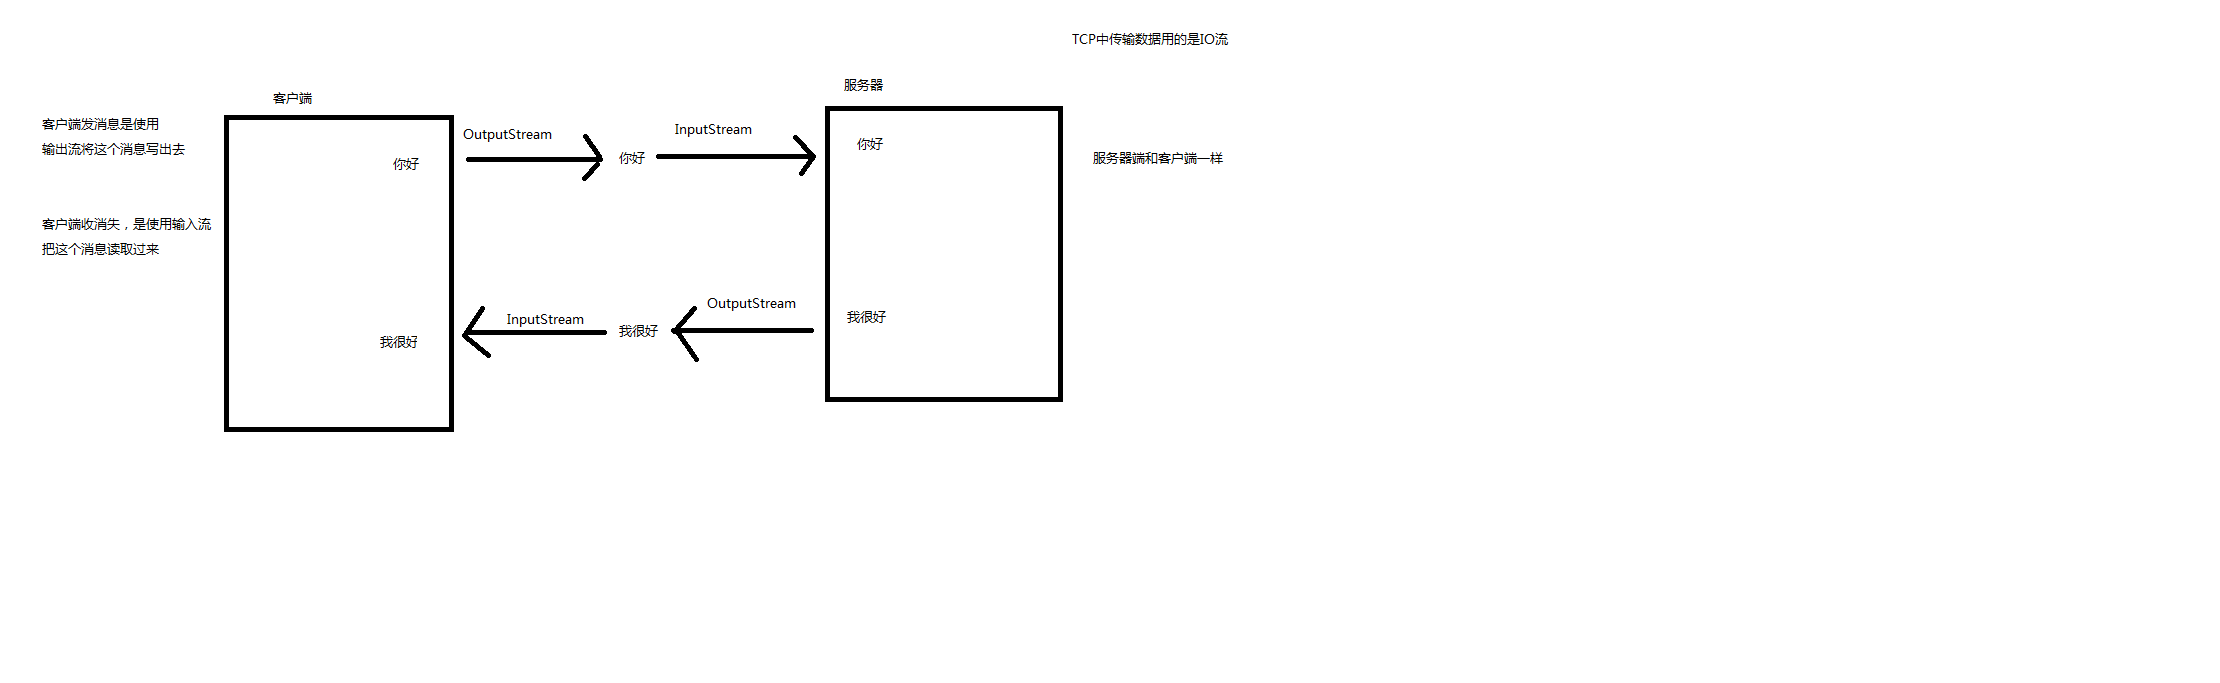 TCP中传输数据用的是IO流
服务器
客户端
客户端发消息是使用
输出流将这个消息写出去
OutputStream
InputStream
你好
你好
你好
服务器端和客户端一样
客户端收消失，是使用输入流
把这个消息读取过来
OutputStream
InputStream
我很好
我很好
我很好